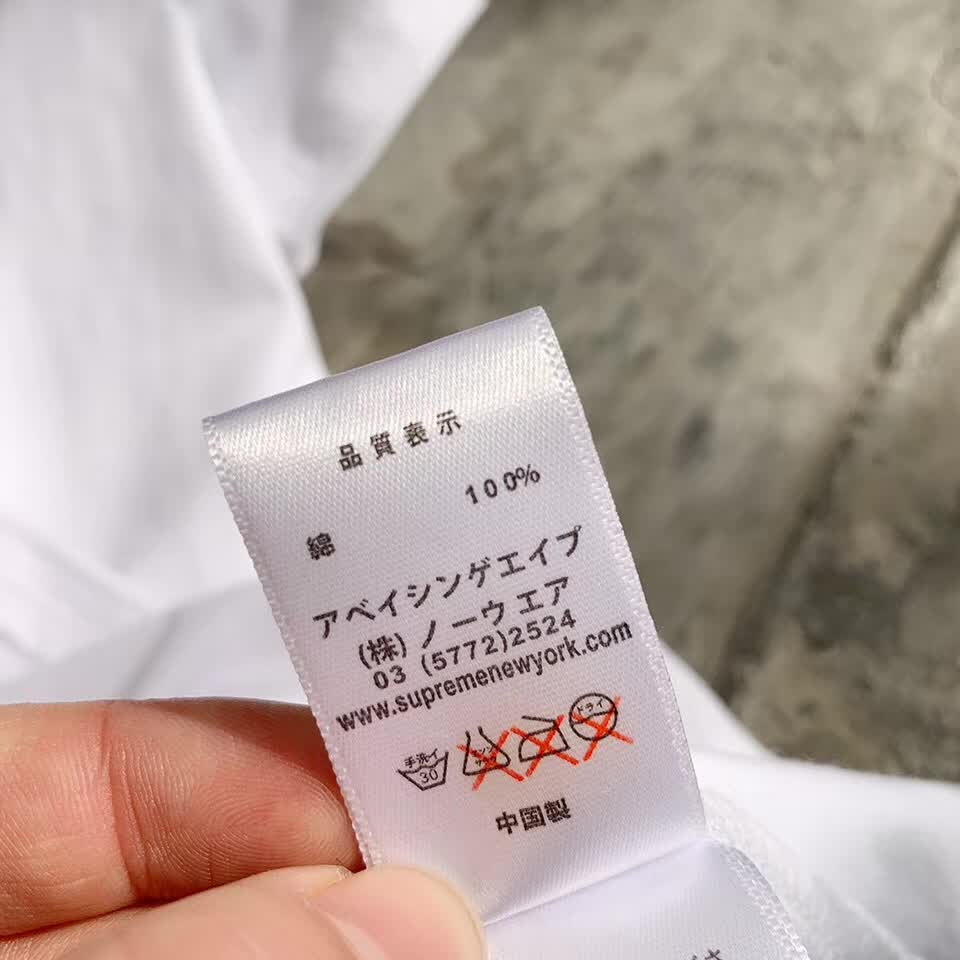 品質表示
綿 100%
アベイシンゲエイプ
(株) ノーウエア
03 (5772)2524
www.supremenewyork.com
手洗イ 30 ドライ
中国製